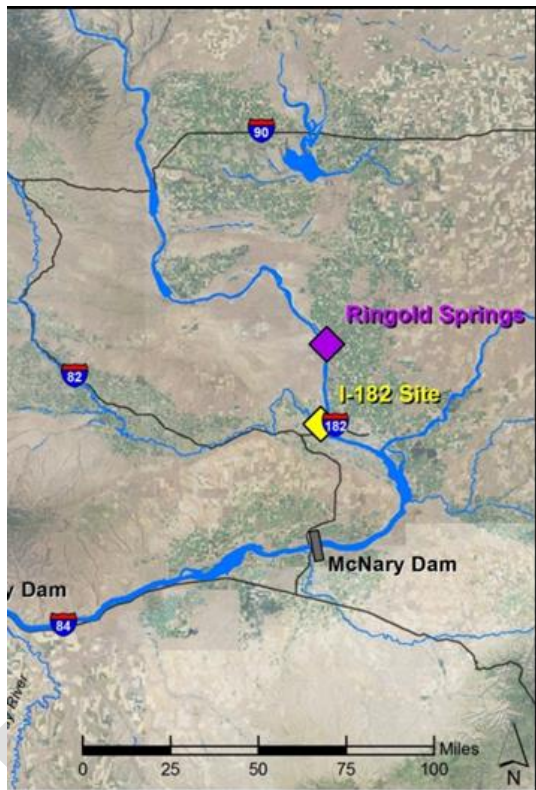 90
Ringold Springs
82
I-182 Site
182
McNary Dam
y Dam
84
y River
Miles
0 25 50 75 100
N